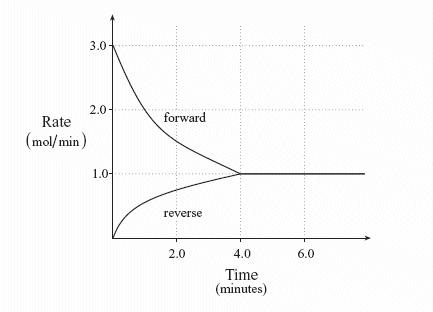 3.0
2.0
forward
Rate
(mol/min)
1.0
reverse
2.0 4.0 6.0
Time
(minutes)